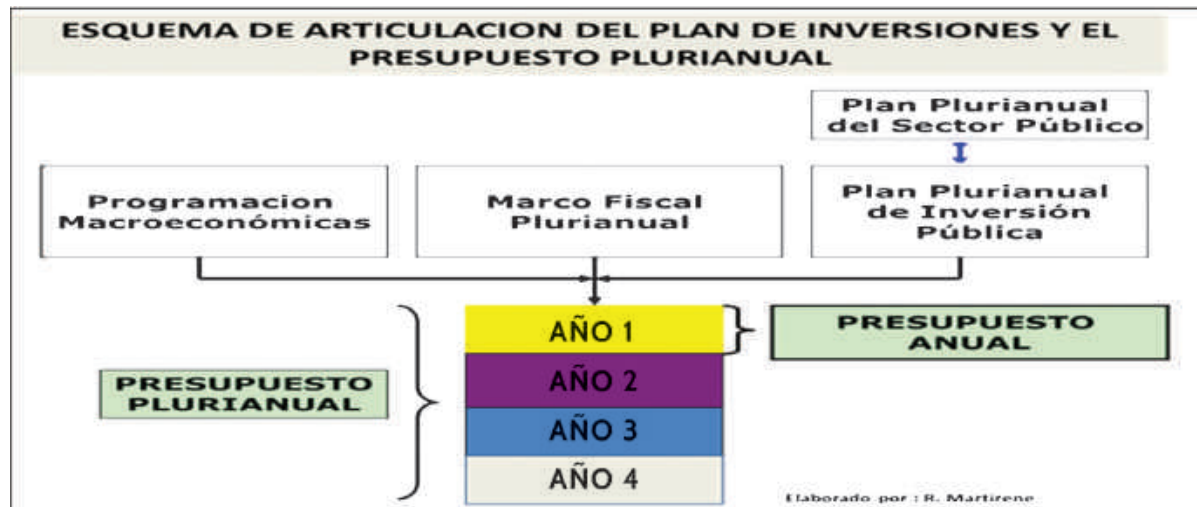 ESQUEMA DE ARTICULACION DEL PLAN DE INVERSIONES Y EL
PRESUPUESTO PLURIANUAL
Plan Plurianual
del Sector Público
Programacion
Macroeconómicas
Marco Fiscal
Plurianual
Plan Plurianual
de Inversión
Pública
AÑO 1
PRESUPUESTO
ANUAL
PRESUPUESTO
PLURIANUAL
AÑO 2
AÑO 3
AÑO 4
Elaborado por : R. Martirene